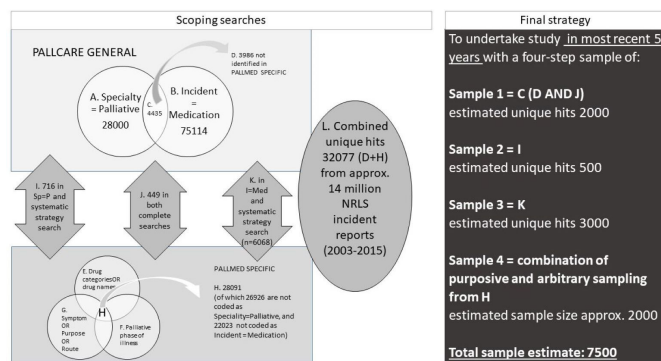 Scoping searches
PALLCARE GENERAL
D. 3986 not
identified in
PALLMED SPECIFIC
A. Specialty
= Palliative
28000
C.
4435
B. Incident
=
Medication
75114
L. Combined
unique hits
32077 (D+H)
from approx.
14 million
NRLS
incident
reports
(2003-2015)
I. 716 in
Sp=P and
systematic
strategy
search
J. 449 in
both
complete
searches
K. in
I=Med
and
systematic
strategy
search
(n=6068)
E. Drug
categoriesOR
drug names
H
G.
Symptom
OR
Purpose
OR
Route
F. Palliative
phase of
illness
PALLMED SPECIFIC
H. 28091
(of which 26926 are not
coded as
Speciality=Palliative, and
22023 not coded as
Incident=Medication)
Final strategy
To undertake study in most recent 5
years with a four-step sample of:
Sample 1 = C (D AND J)
estimated unique hits 2000
Sample 2 = I
estimated unique hits 500
Sample 3 = K
estimated unique hits 3000
Sample 4 = combination of
purposive and arbitrary sampling
from H
estimated sample size approx. 2000
Total sample estimate: 7500